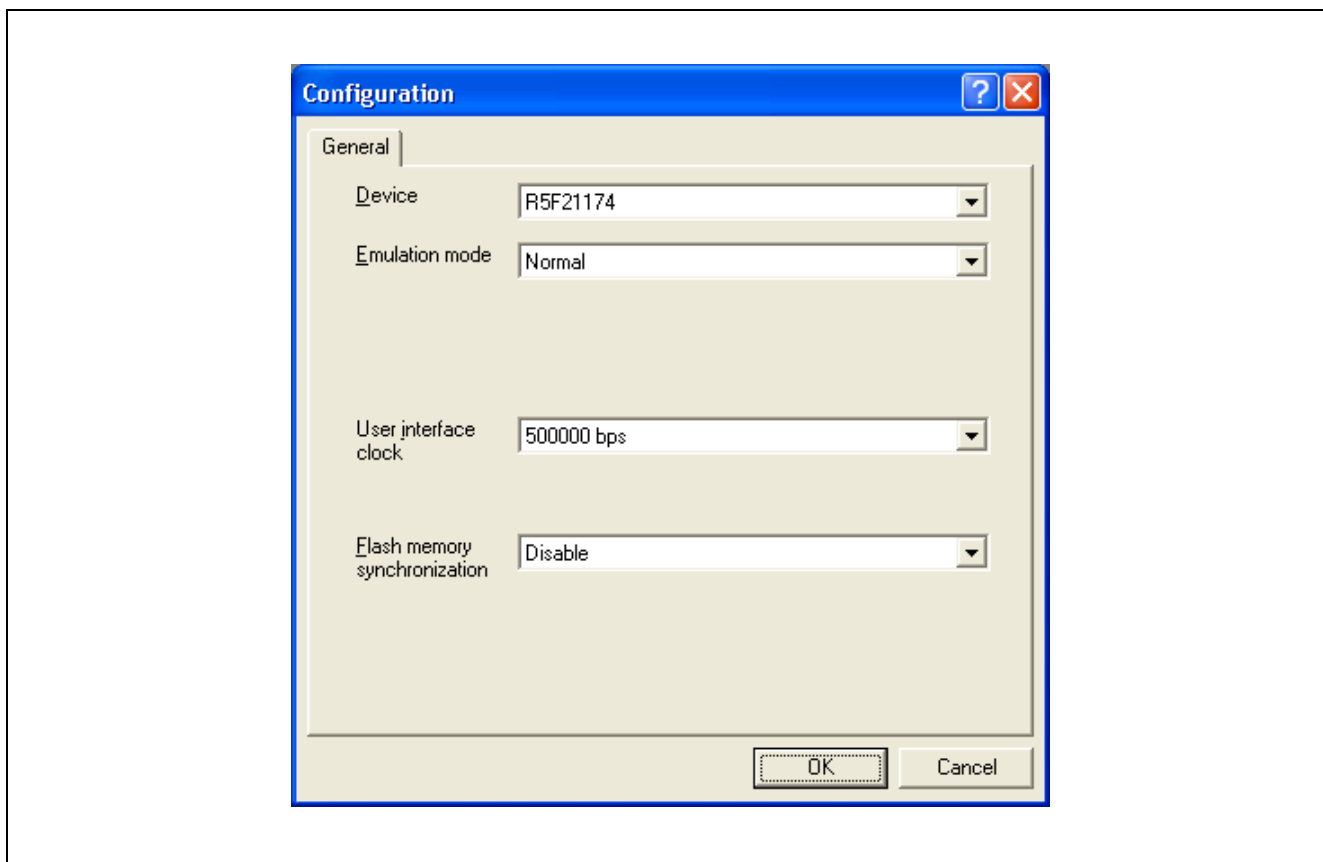 Configuration
General
Device
R5F21174
Emulation mode
Normal
User interface
clock
500000 bps
Flash memory
synchronization
Disable
OK
Cancel